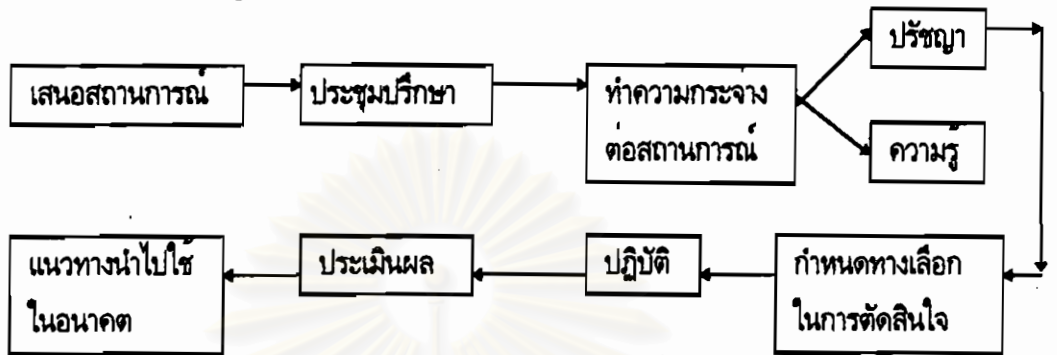 เสนอสถานการณ์
ประชุมปรึกษา
ทำความกระจ่าง
ต่อสถานการณ์
ปรัชญา
ความรู้
กำหนดทางเลือก
ในการตัดสินใจ
ปฏิบัติ
ประเมินผล
แนวทางนำไปใช้
ในอนาคต